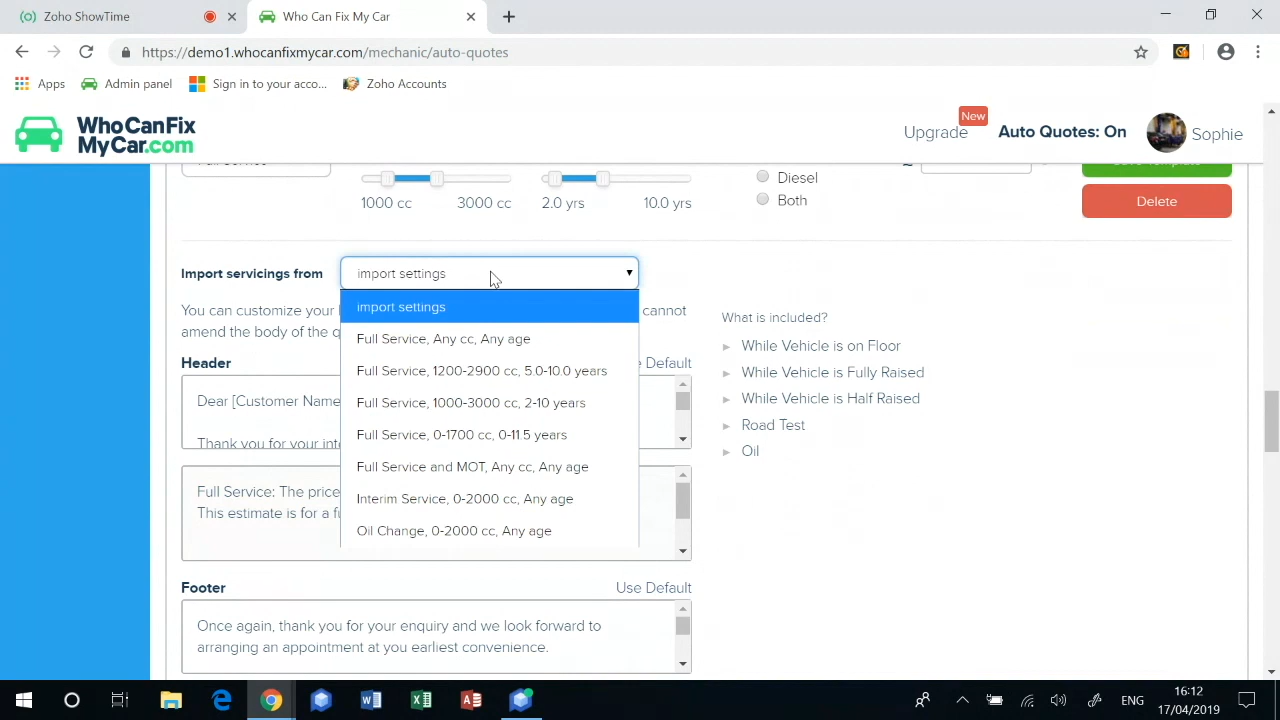 Zoho ShowTime
Who Can Fix My Car
https://demo1.whocanfixmycar.com/mechanic/auto-quotes
Apps
Admin panel
Sign in to your acco...
Zoho Accounts
WhoCanFix
MyCar.com
Upgrade
New
Auto Quotes: On
Sophie
1000 cc
3000 cc
2.0 yrs
10.0 yrs
Diesel
Both
Delete
Import servicings from
import settings
import settings
Full Service, Any cc, Any age
Full Service, 1200-2900 cc, 5.0-10.0 years
Full Service, 1000-3000 cc, 2-10 years
Full Service, 0-1700 cc, 0-11.5 years
Full Service and MOT, Any cc, Any age
Interim Service, 0-2000 cc, Any age
Oil Change, 0-2000 cc, Any age
You can customize your
cannot
amend the body of the q
Header
Default
Dear [Customer Name
Thank you for your int
Full Service: The price
This estimate is for a f
Footer
Use Default
Once again, thank you for your enquiry and we look forward to
arranging an appointment at you earliest convenience.
What is included?
While Vehicle is on Floor
While Vehicle is Fully Raised
While Vehicle is Half Raised
Road Test
Oil
ENG
16:12
17/04/2019